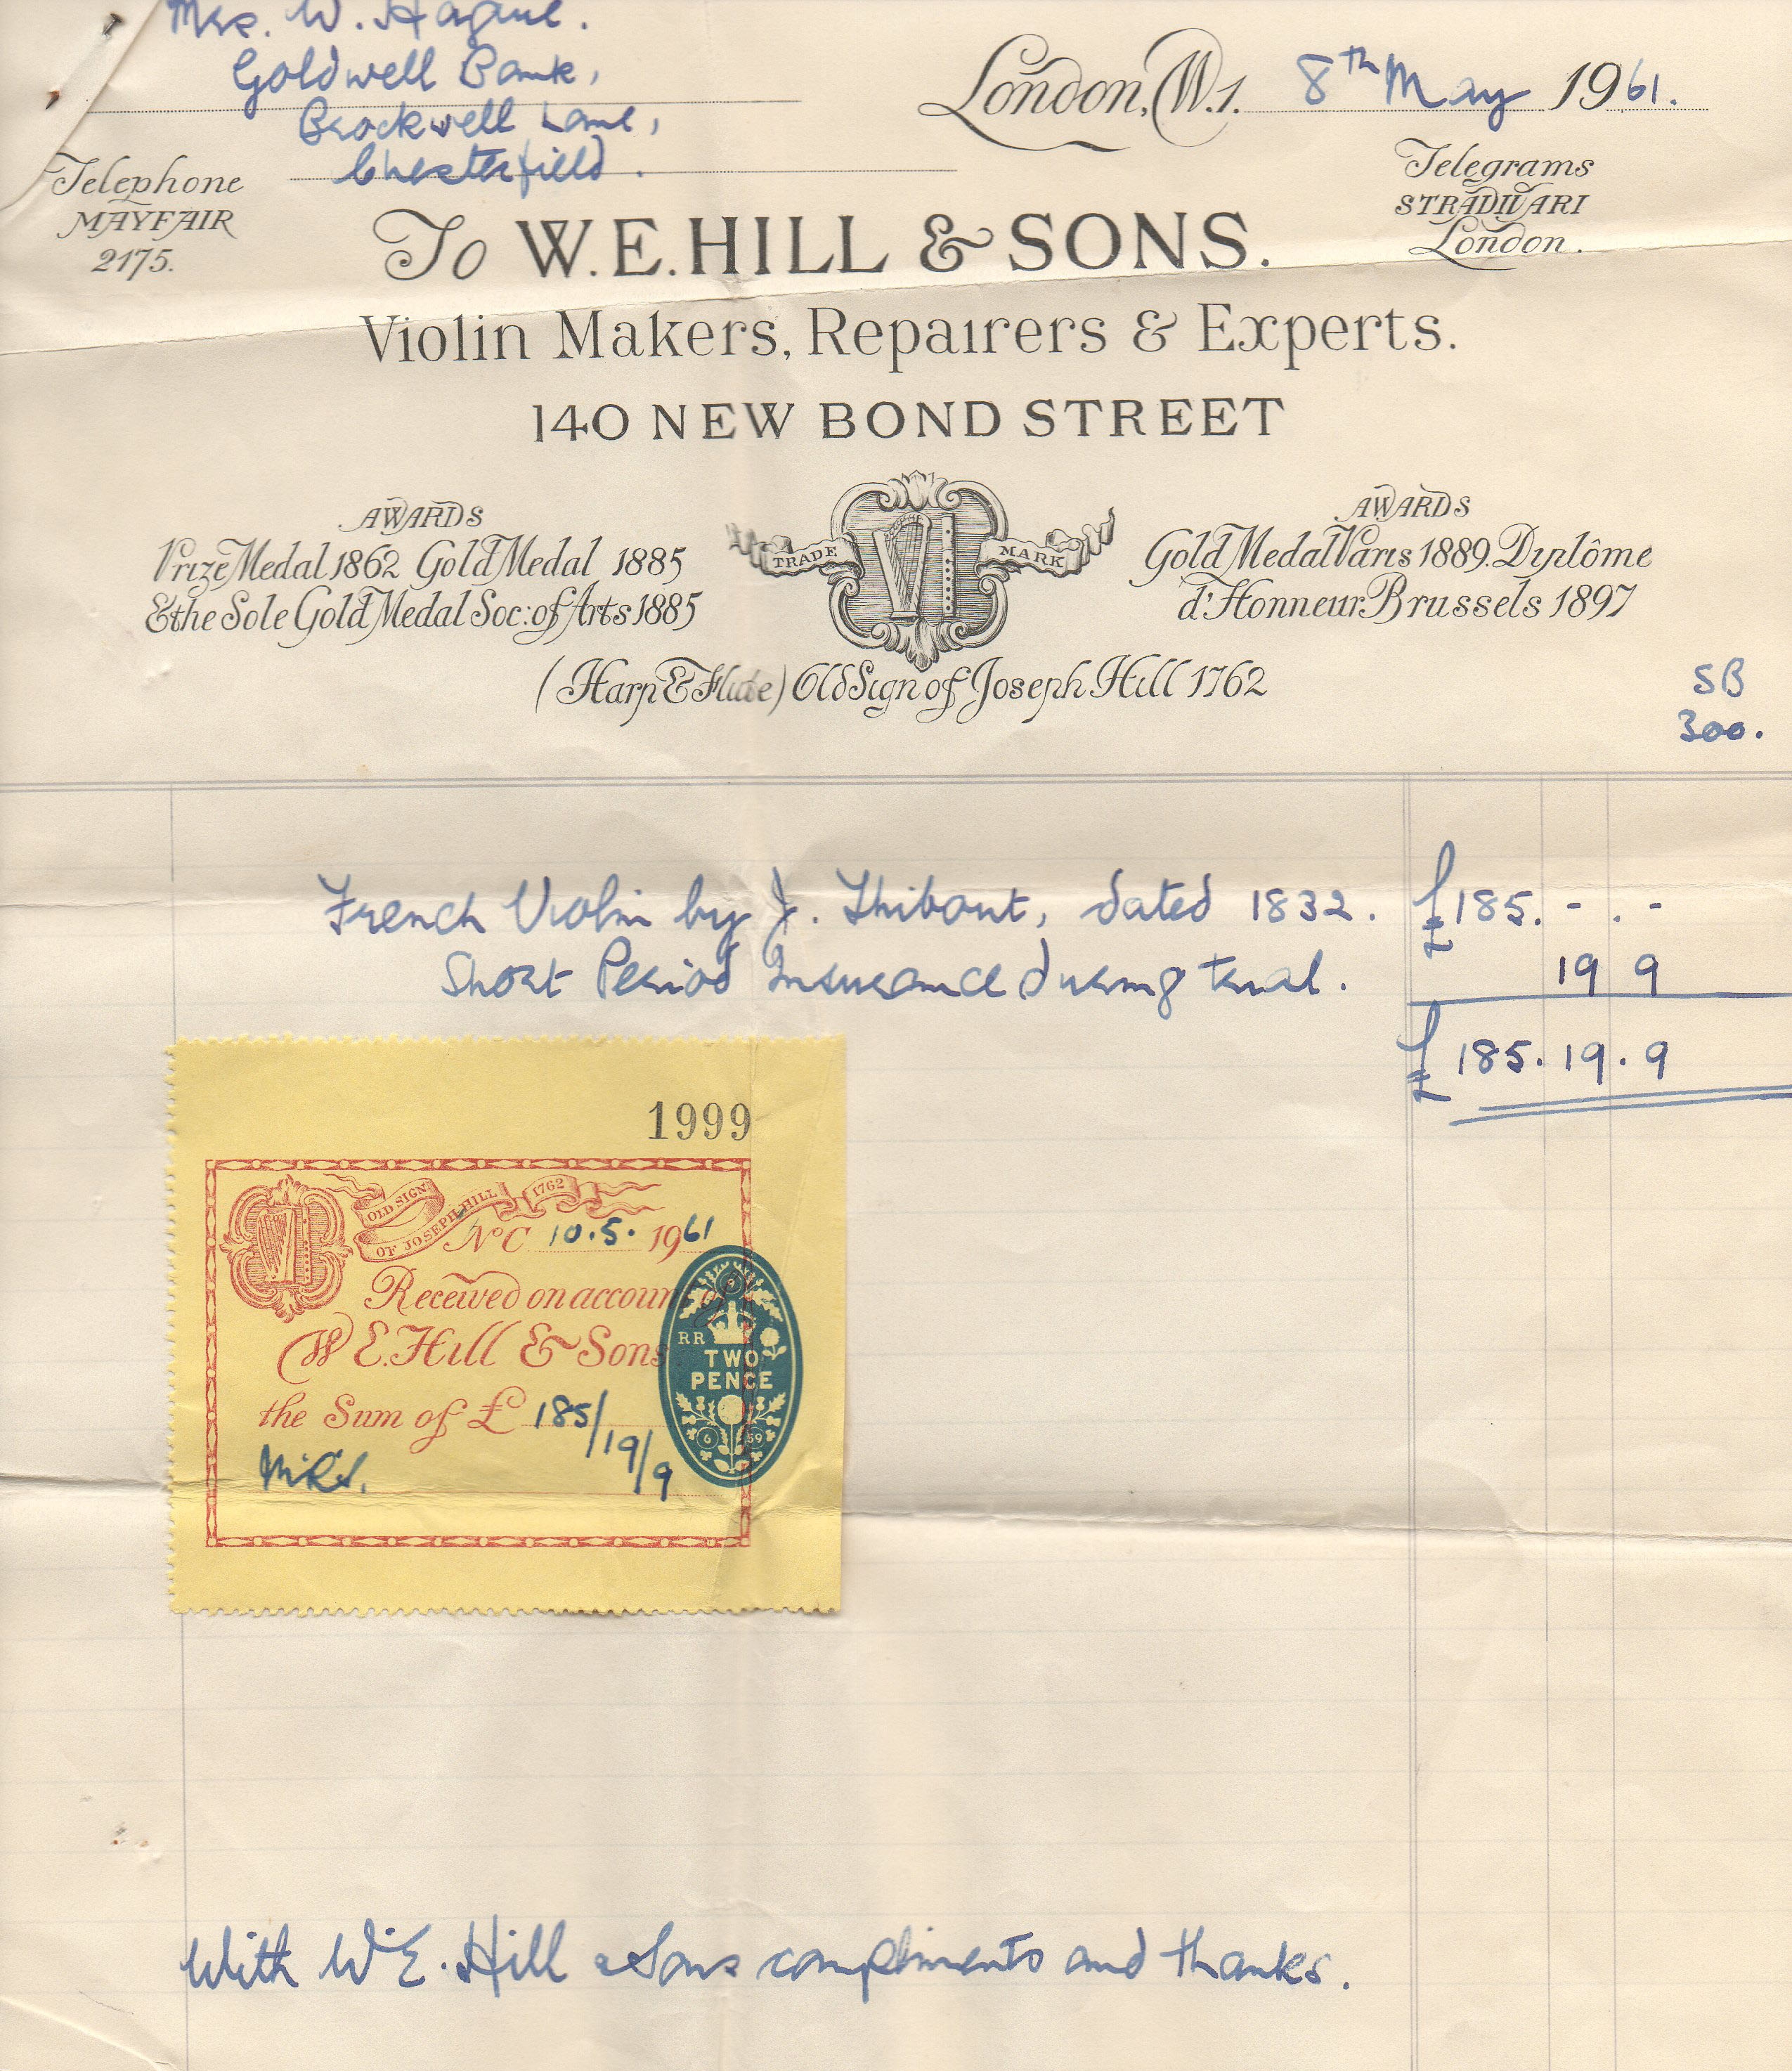 Mrs. W. Hague.
Goldwell Bank,
Brockwell Lane,
Chesterfield.
London, W.1. 8th May 1961.
Telephone
MAYFAIR
2175.
Telegrams
STRADIVARI
London.
To W.E. HILL & SONS.
Violin Makers, Repairers & Experts.
140 NEW BOND STREET
AWARDS
Prize Medal 1862 Gold Medal 1885
& the Sole Gold Medal Soc: of Arts 1885
TRADE MARK
AWARDS
Gold Medal Paris 1889. Diplôme
d'Honneur Brussels 1897
(Harp & Flute) Old Sign of Joseph Hill 1762
SB
300.
French Violin by J. Thibout, dated 1832. £185. - . -
Short Period Insurance during trial. 19 9
£185. 19. 9
1999
OLD SIGN
OF JOSEPH HILL 1762
No C 10.5. 1961
Received on account of
W E. Hill & Sons
the Sum of £ 185/19/9
RR
TWO
PENCE
9
6 59
With W.E. Hill & Sons compliments and thanks.